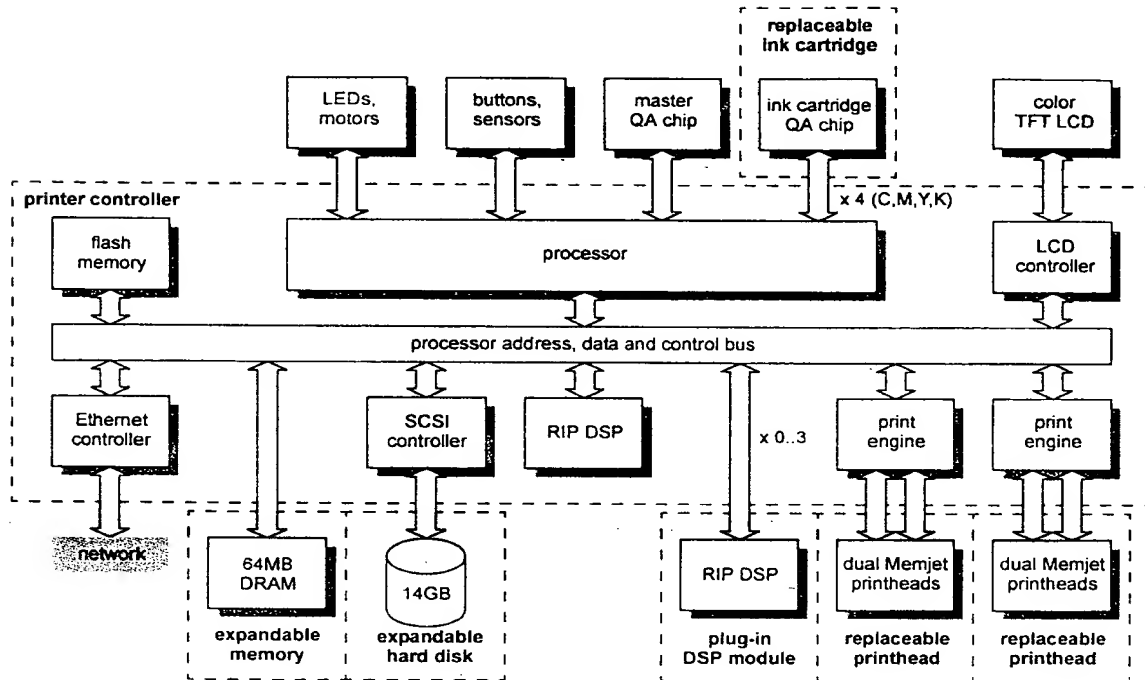 replaceable
ink cartridge
LEDs,
motors
buttons,
sensors
master
QA chip
ink cartridge
QA chip
color
TFT LCD
printer controller
x 4 (C,M,Y,K)
flash
memory
processor
LCD
controller
processor address, data and control bus
Ethernet
controller
SCSI
controller
RIP DSP
x 0..3
print
engine
print
engine
network
64MB
DRAM
14GB
RIP DSP
dual Memjet
printheads
dual Memjet
printheads
expandable
memory
expandable
hard disk
plug-in
DSP module
replaceable
printhead
replaceable
printhead